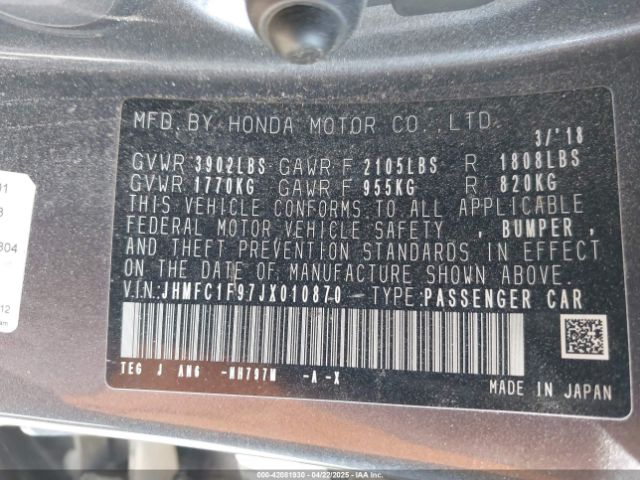 MFD. BY HONDA MOTOR CO., LTD. 3/'18
GVWR 3902LBS GAWR F 2105LBS R 1808LBS
GVWR 1770KG GAWR F 955KG R 820KG
THIS VEHICLE CONFORMS TO ALL APPLICABLE
FEDERAL MOTOR VEHICLE SAFETY , BUMPER ,
AND THEFT PREVENTION STANDARDS IN EFFECT
ON THE DATE OF MANUFACTURE SHOWN ABOVE.
V.I.N.:JHMFC1F97JX010870 TYPE:PASSENGER CAR
TEG J AN6 -NH797M -A-X
MADE IN JAPAN
304
12
000-42081930 - 04/22/2025 - © COPYRIGHT IAA